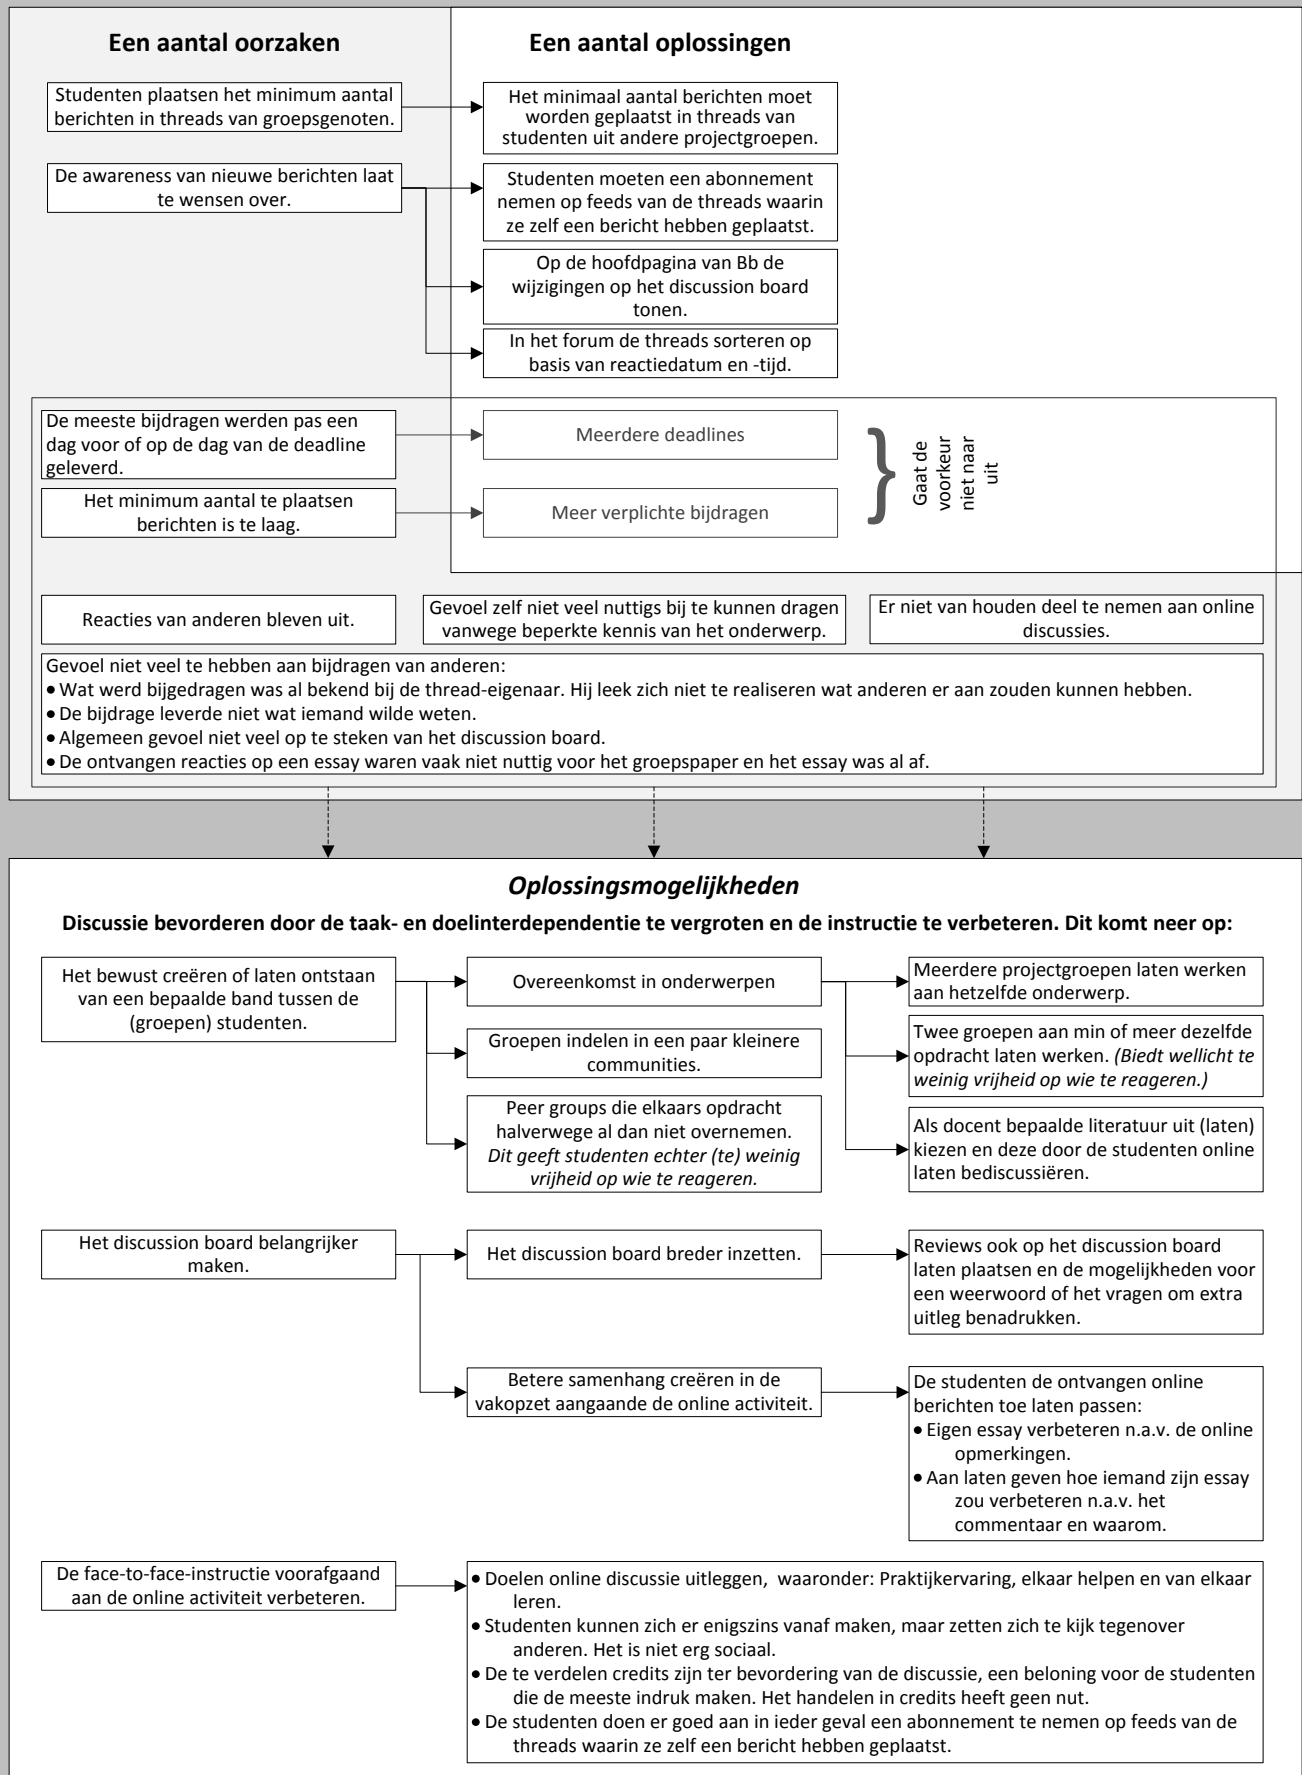 Een aantal oorzaken
Een aantal oplossingen
Studenten plaatsen het minimum aantal
berichten in threads van groepsgenoten.
Het minimaal aantal berichten moet
worden geplaatst in threads van
studenten uit andere projectgroepen.
De awareness van nieuwe berichten laat
te wensen over.
Studenten moeten een abonnement
nemen op feeds van de threads waarin
ze zelf een bericht hebben geplaatst.
Op de hoofdpagina van Bb de
wijzigingen op het discussion board
tonen.
In het forum de threads sorteren op
basis van reactiedatum en -tijd.
De meeste bijdragen werden pas een
dag voor of op de dag van de deadline
geleverd.
Meerdere deadlines
Het minimum aantal te plaatsen
berichten is te laag.
Meer verplichte bijdragen
}
Gaat de
voorkeur
niet naar
uit
Reacties van anderen bleven uit.
Gevoel zelf niet veel nuttigs bij te kunnen dragen
vanwege beperkte kennis van het onderwerp.
Er niet van houden deel te nemen aan online
discussies.
Gevoel niet veel te hebben aan bijdragen van anderen:
• Wat werd bijgedragen was al bekend bij de thread-eigenaar. Hij leek zich niet te realiseren wat anderen er aan zouden kunnen hebben.
• De bijdrage leverde niet wat iemand wilde weten.
• Algemeen gevoel niet veel op te steken van het discussion board.
• De ontvangen reacties op een essay waren vaak niet nuttig voor het groepspaper en het essay was al af.
Oplossingsmogelijkheden
Discussie bevorderen door de taak- en doelinterdependentie te vergroten en de instructie te verbeteren. Dit komt neer op:
Het bewust creëren of laten ontstaan
van een bepaalde band tussen de
(groepen) studenten.
Overeenkomst in onderwerpen
Meerdere projectgroepen laten werken
aan hetzelfde onderwerp.
Groepen indelen in een paar kleinere
communities.
Twee groepen aan min of meer dezelfde
opdracht laten werken. (Biedt wellicht te
weinig vrijheid op wie te reageren.)
Peer groups die elkaars opdracht
halverwege al dan niet overnemen.
Dit geeft studenten echter (te) weinig
vrijheid op wie te reageren.
Als docent bepaalde literatuur uit (laten)
kiezen en deze door de studenten online
laten bediscussiëren.
Het discussion board belangrijker
maken.
Het discussion board breder inzetten.
Reviews ook op het discussion board
laten plaatsen en de mogelijkheden voor
een weerwoord of het vragen om extra
uitleg benadrukken.
Betere samenhang creëren in de
vakopzet aangaande de online activiteit.
De studenten de ontvangen online
berichten toe laten passen:
• Eigen essay verbeteren n.a.v. de online
opmerkingen.
• Aan laten geven hoe iemand zijn essay
zou verbeteren n.a.v. het
commentaar en waarom.
De face-to-face-instructie voorafgaand
aan de online activiteit verbeteren.
• Doelen online discussie uitleggen, waaronder: Praktijkervaring, elkaar helpen en van elkaar
leren.
• Studenten kunnen zich er enigszins vanaf maken, maar zetten zich te kijk tegenover
anderen. Het is niet erg sociaal.
• De te verdelen credits zijn ter bevordering van de discussie, een beloning voor de studenten
die de meeste indruk maken. Het handelen in credits heeft geen nut.
• De studenten doen er goed aan in ieder geval een abonnement te nemen op feeds van de
threads waarin ze zelf een bericht hebben geplaatst.